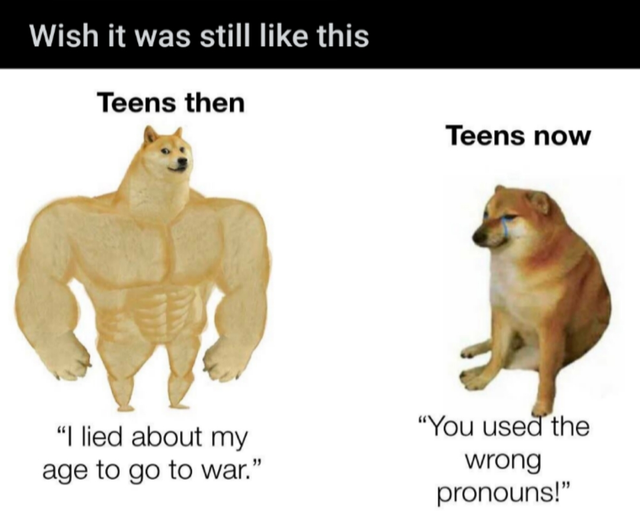 Wish it was still like this
Teens then
Teens now
“I lied about my
age to go to war.”
“You used the
wrong
pronouns!”